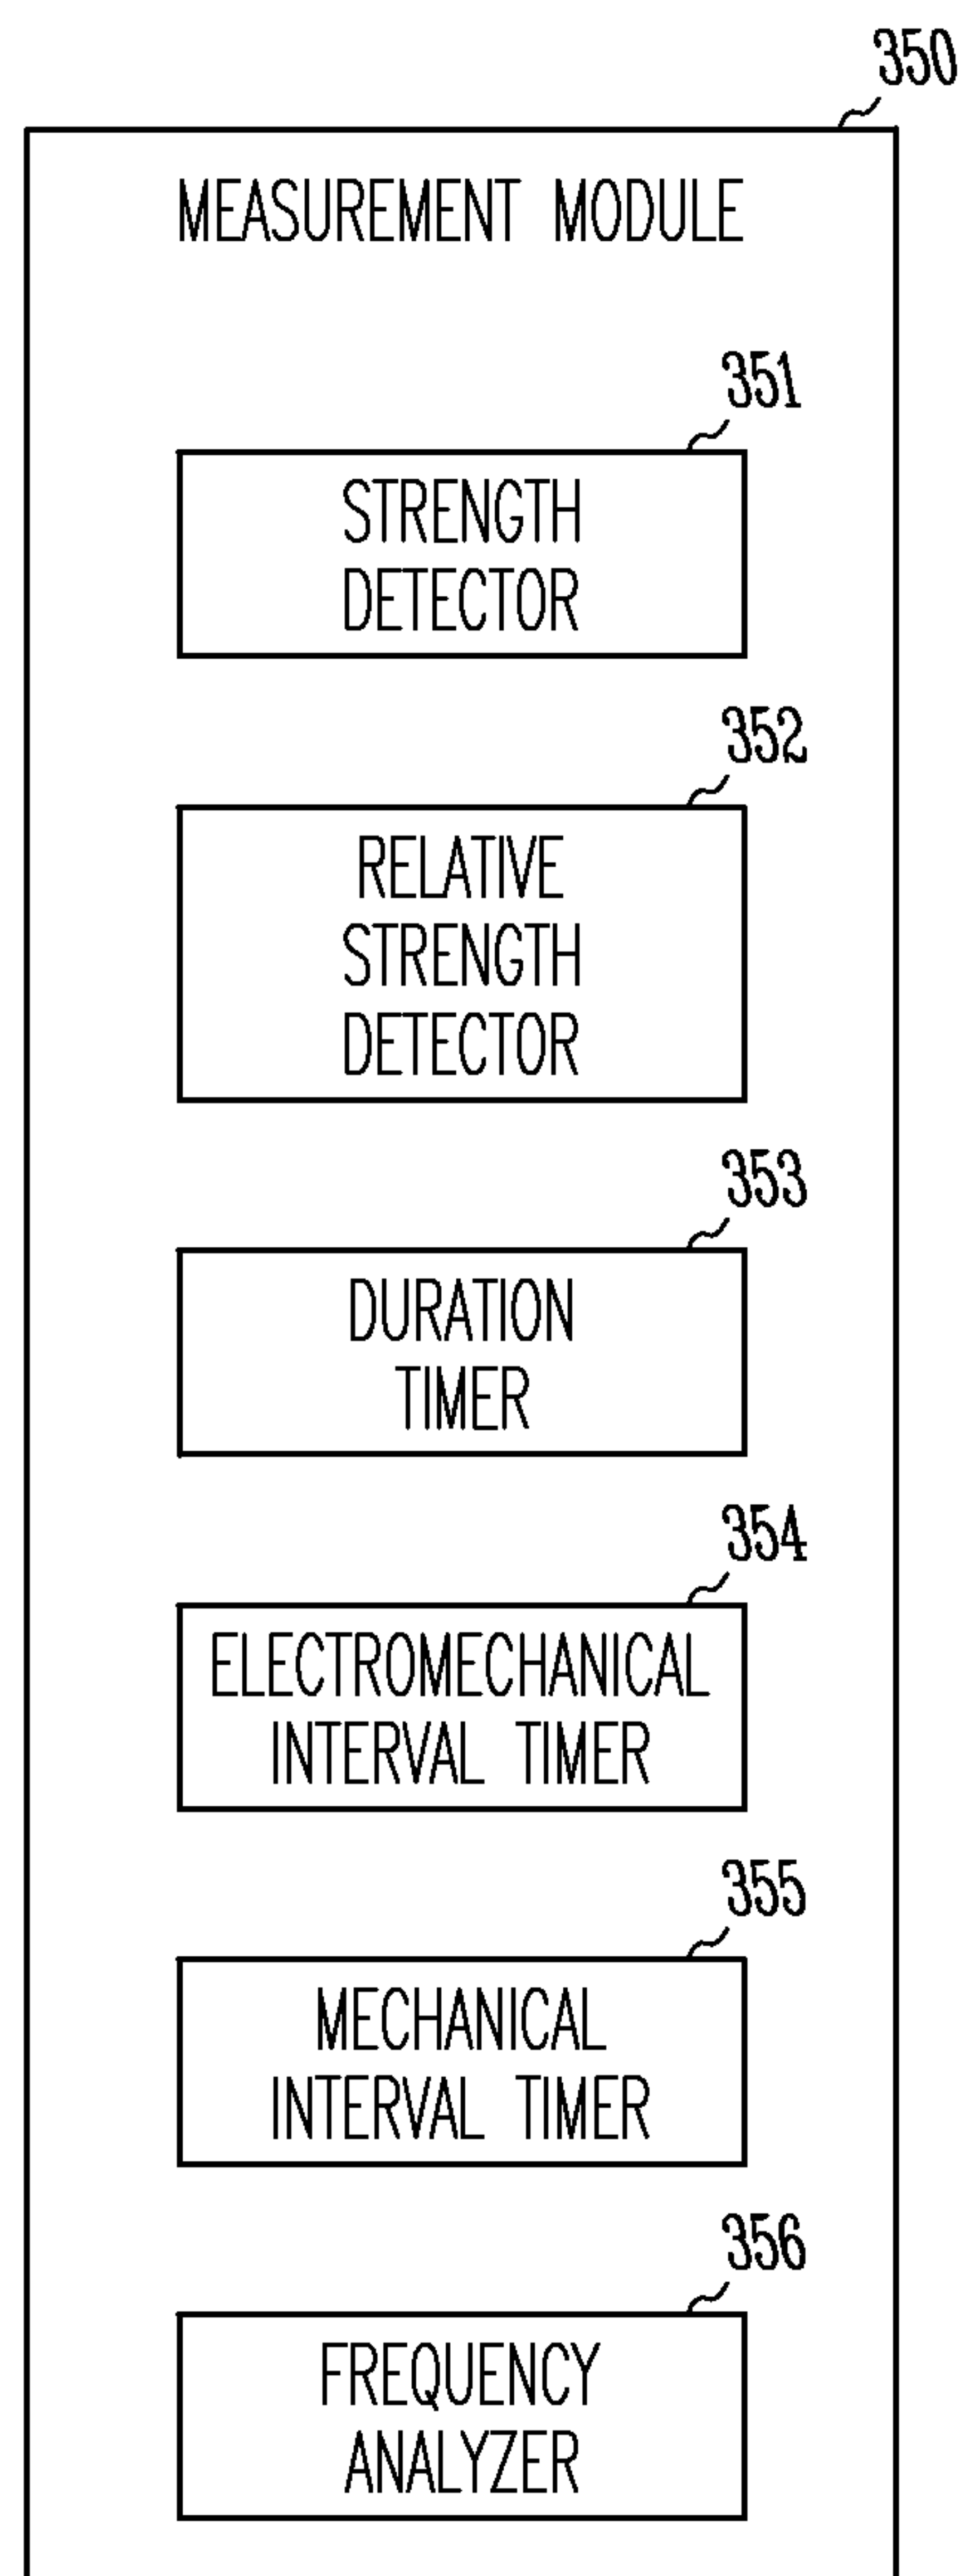 350
MEASUREMENT MODULE
351
STRENGTH
DETECTOR
352
RELATIVE
STRENGTH
DETECTOR
353
DURATION
TIMER
354
ELECTROMECHANICAL
INTERVAL TIMER
355
MECHANICAL
INTERVAL TIMER
356
FREQUENCY
ANALYZER